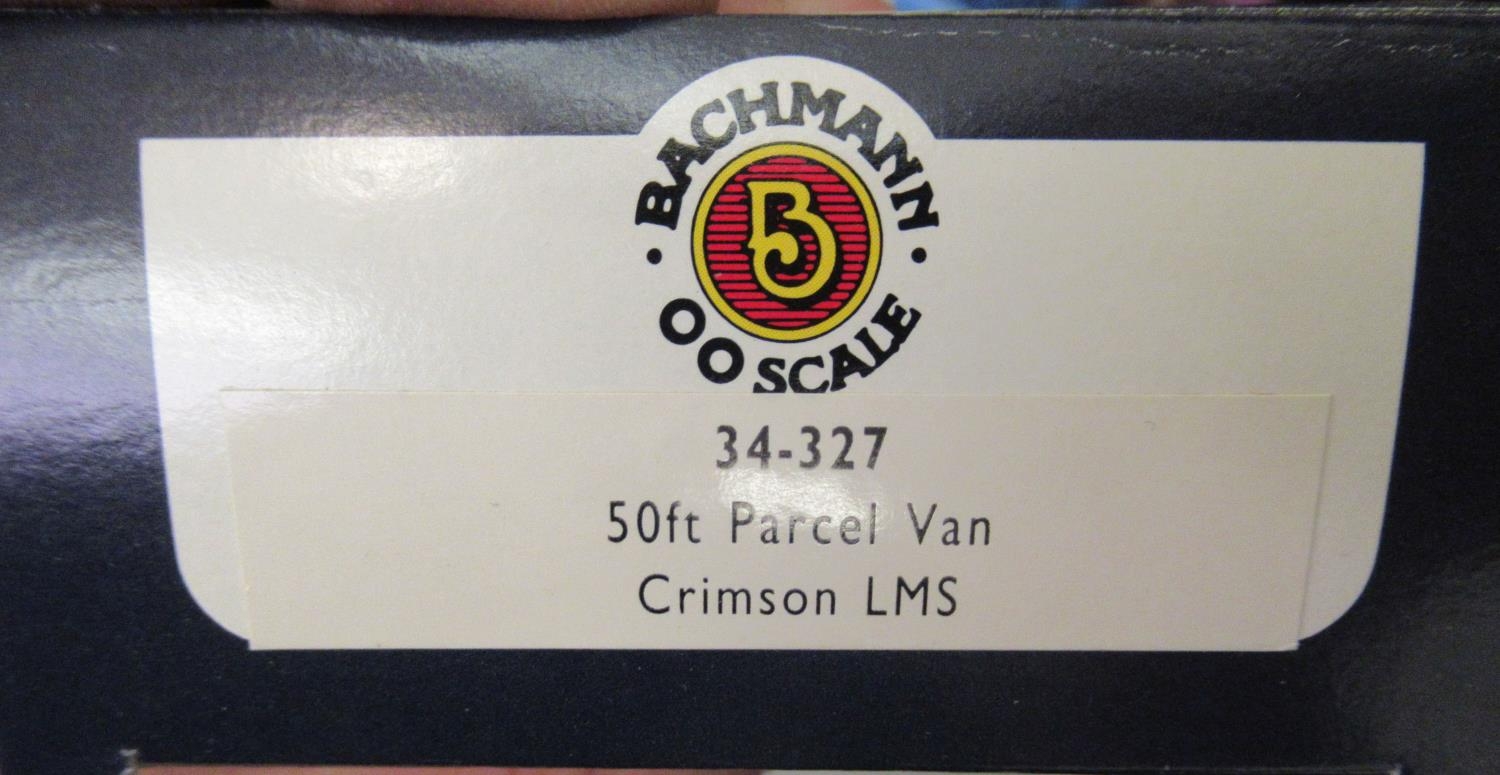 BACHMANN
B
OO SCALE
34-327
50ft Parcel Van
Crimson LMS